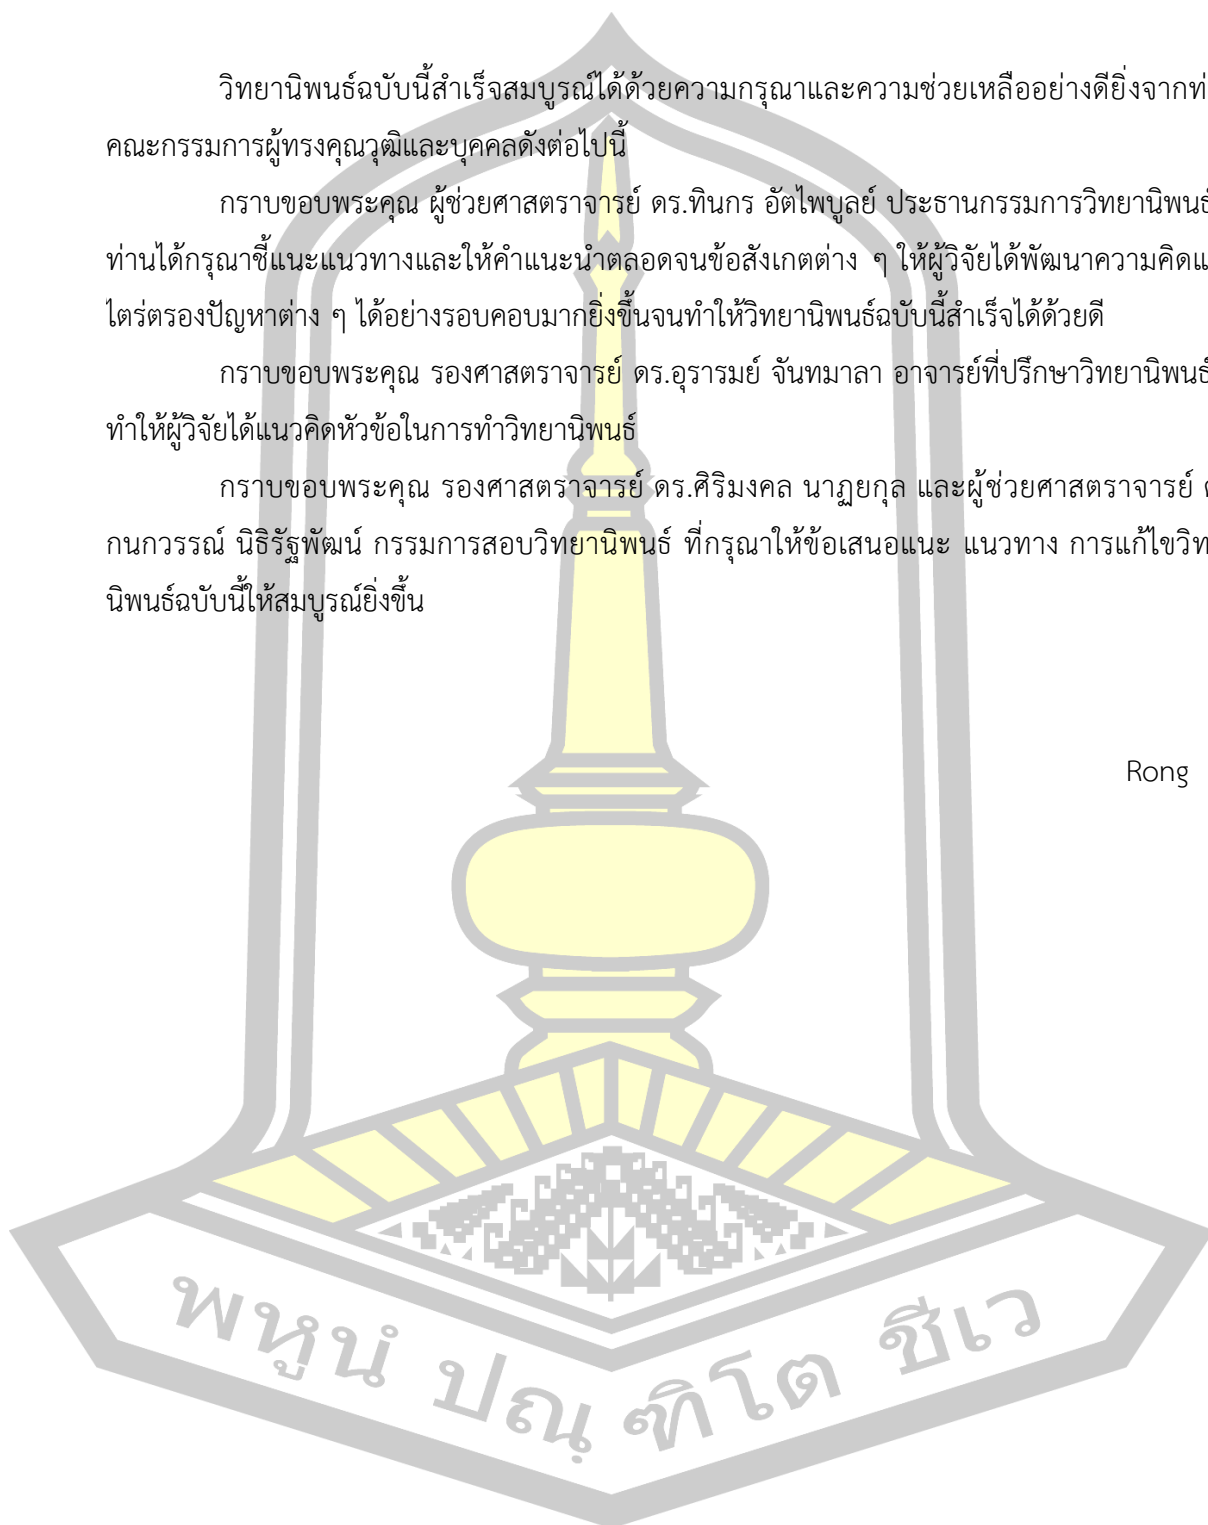 วิทยานิพนธ์ฉบับนี้สำเร็จสมบูรณ์ได้ด้วยความกรุณาและความช่วยเหลืออย่างดียิ่งจากท่
คณะกรรมการผู้ทรงคุณวุฒิและบุคคลดังต่อไปนี้
กราบขอบพระคุณ ผู้ช่วยศาสตราจารย์ ดร.ทินกร อัตไพบูลย์ ประธานกรรมการวิทยานิพนธ์
ท่านได้กรุณาชี้แนะแนวทางและให้คำแนะนำตลอดจนข้อสังเกตต่าง ๆ ให้ผู้วิจัยได้พัฒนาความคิดแ
ไตร่ตรองปัญหาต่าง ๆ ได้อย่างรอบคอบมากยิ่งขึ้นจนทำให้วิทยานิพนธ์ฉบับนี้สำเร็จได้ด้วยดี
กราบขอบพระคุณ รองศาสตราจารย์ ดร.อุรารมย์ จันทมาลา อาจารย์ที่ปรึกษาวิทยานิพนธ์
ทำให้ผู้วิจัยได้แนวคิดหัวข้อในการทำวิทยานิพนธ์
กราบขอบพระคุณ รองศาสตราจารย์ ดร.ศิริมงคล นาฏยกุล และผู้ช่วยศาสตราจารย์ ด
กนกวรรณ์ นิธิรัฐพัฒน์ กรรมการสอบวิทยานิพนธ์ ที่กรุณาให้ข้อเสนอแนะ แนวทาง การแก้ไขวิท
นิพนธ์ฉบับนี้ให้สมบูรณ์ยิ่งขึ้น
Rong
พหูนํ ปณฺ ฑิโต ชีเว